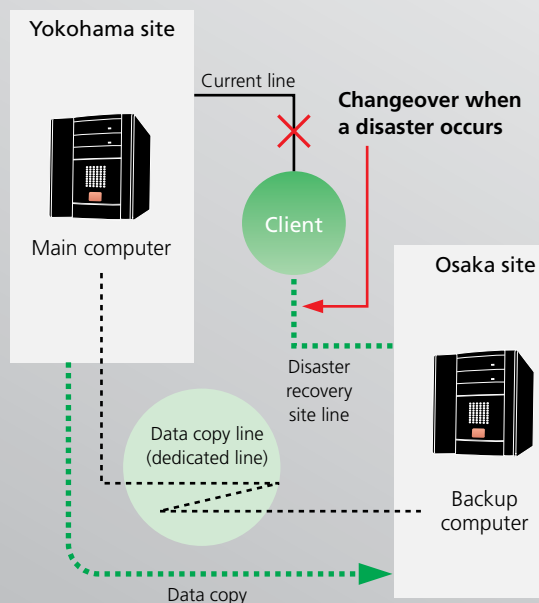 Yokohama site
Current line
Changeover when
a disaster occurs
Client
Main computer
Osaka site
Disaster
recovery
site line
Data copy line
(dedicated line)
Backup
computer
Data copy